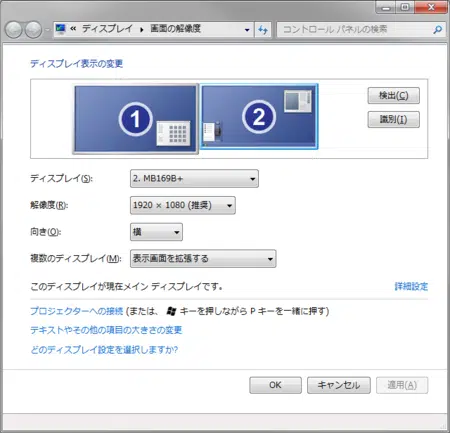 « ディスプレイ ▸ 画面の解像度
コントロール パネルの検索
ディスプレイ表示の変更
1
2
検出(C)
識別(I)
ディスプレイ(S): 2. MB169B+
解像度(R): 1920 × 1080 (推奨)
向き(O): 横
複数のディスプレイ(M): 表示画面を拡張する
このディスプレイが現在メイン ディスプレイです。 詳細設定
プロジェクターへの接続 (または、 キーを押しながら P キーを一緒に押す)
テキストやその他の項目の大きさの変更
どのディスプレイ設定を選択しますか?
OK キャンセル 適用(A)